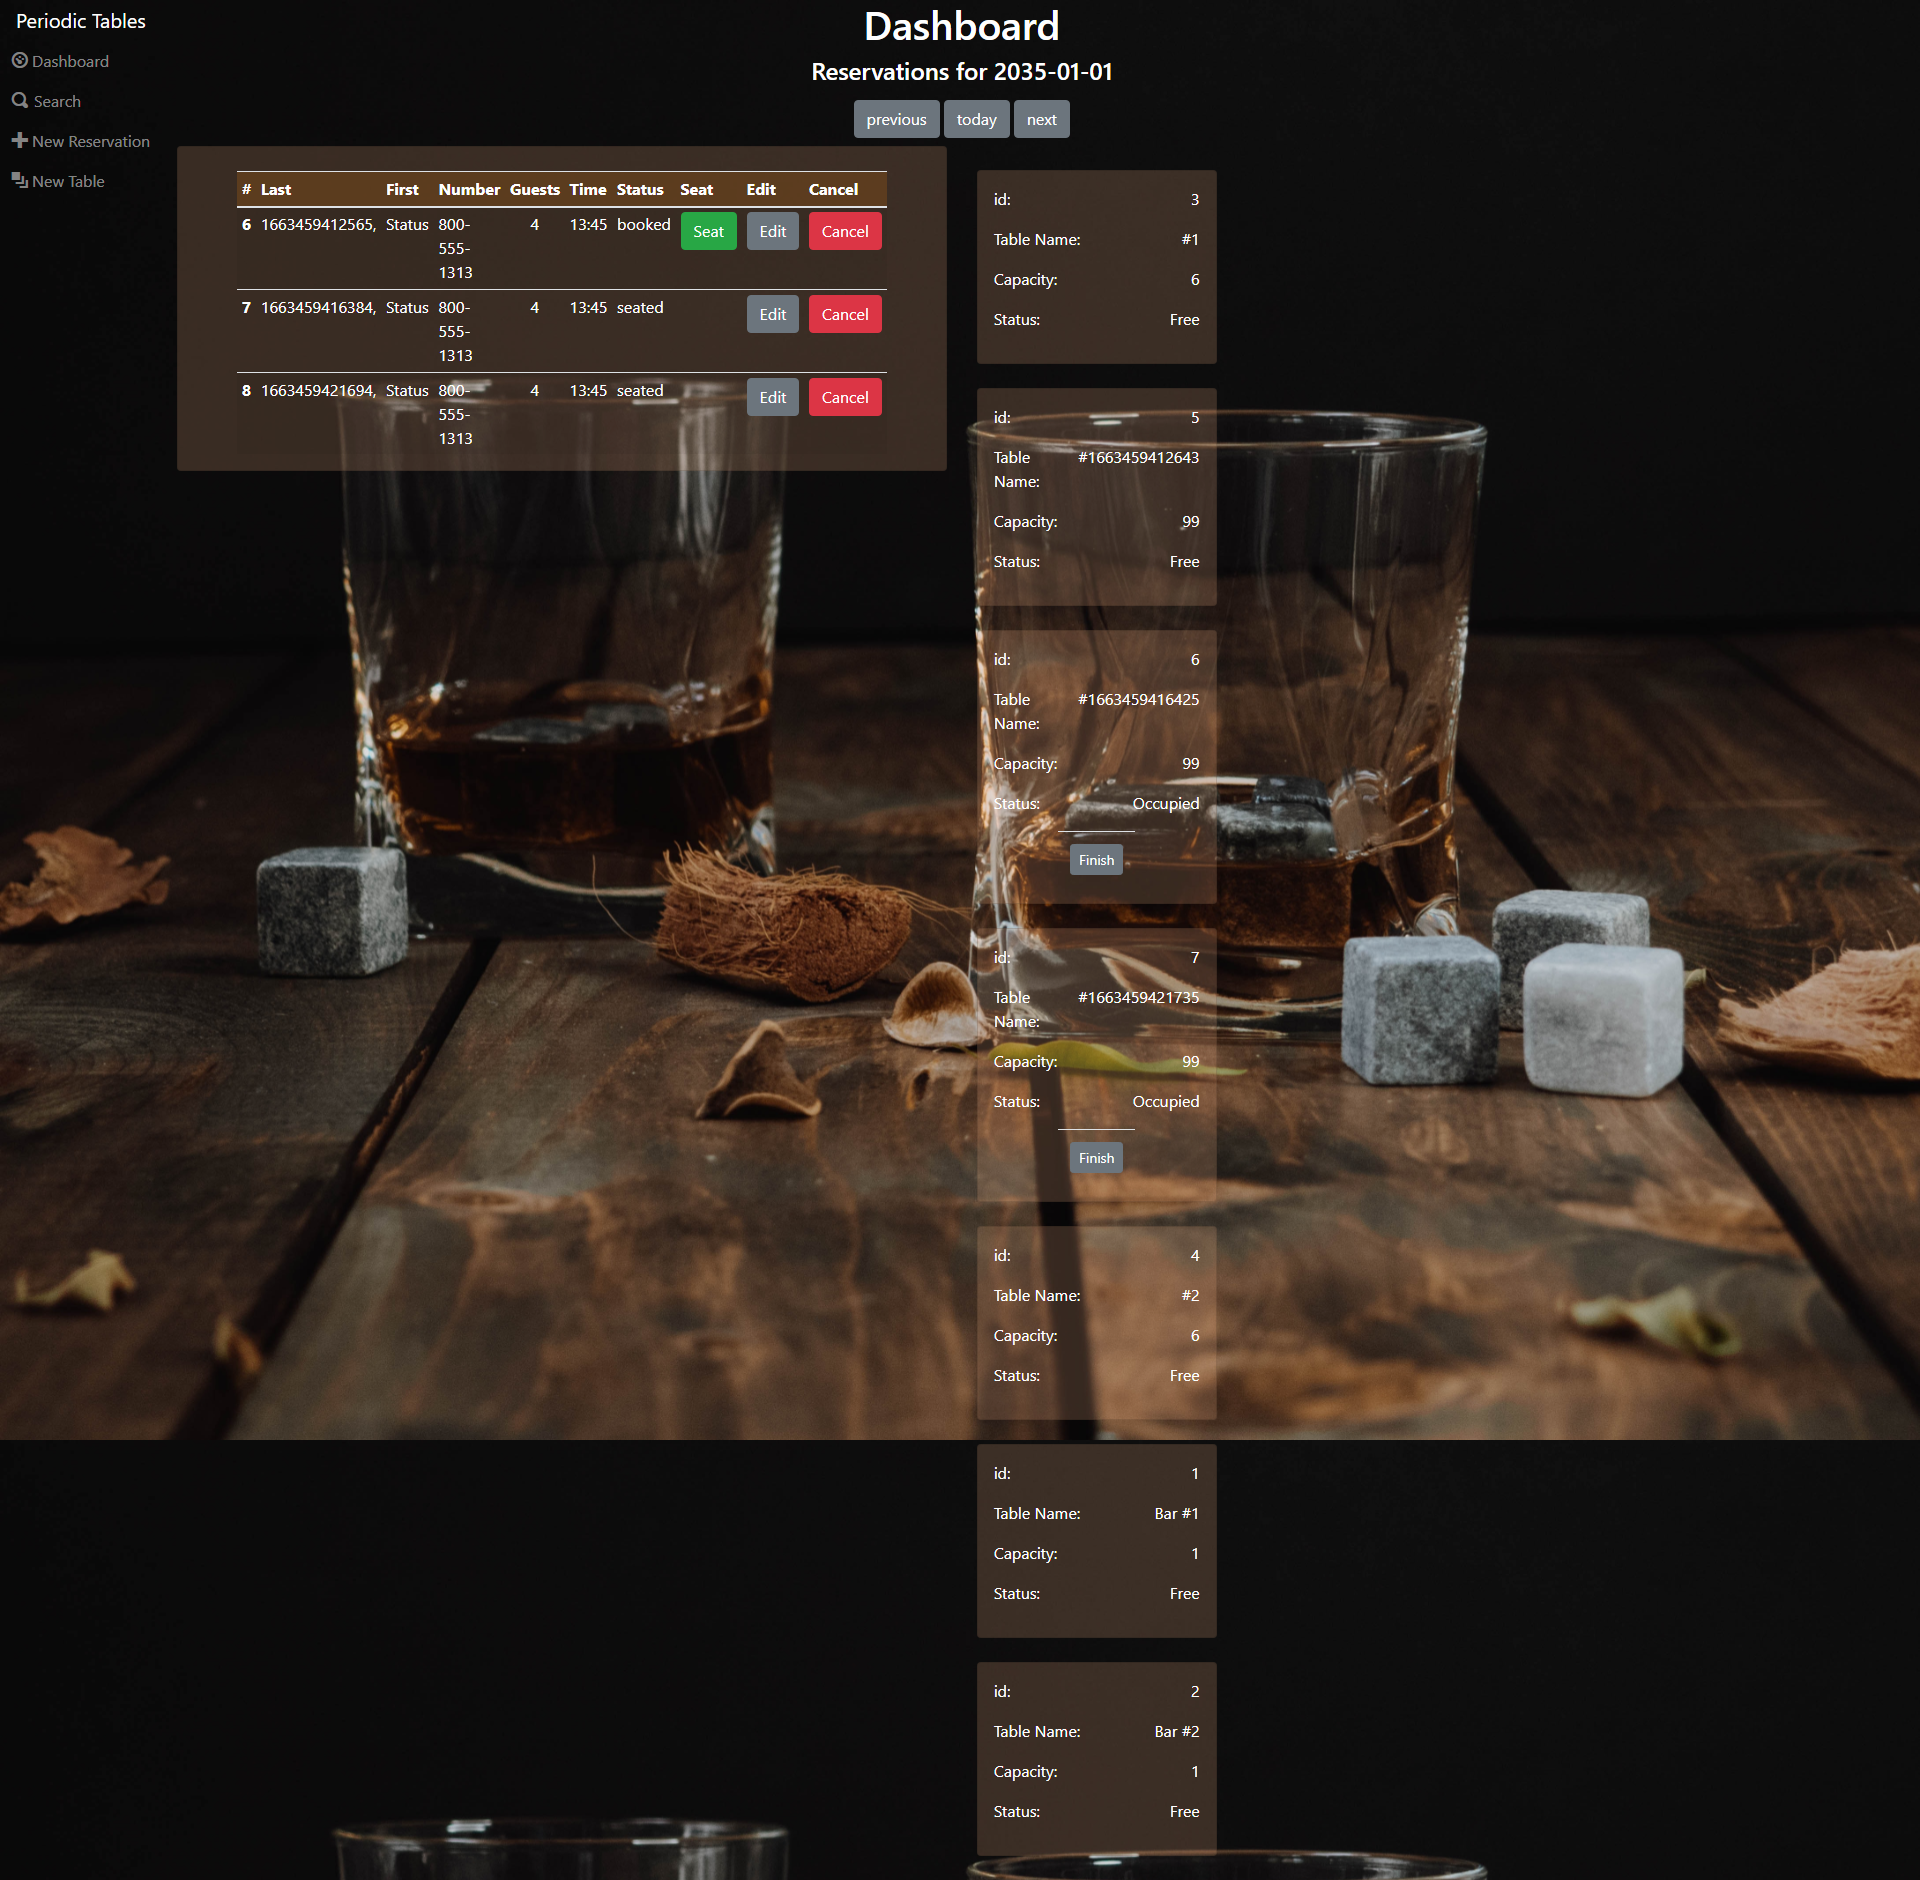 Periodic Tables
Dashboard
Search
New Reservation
New Table
Dashboard
Reservations for 2035-01-01
previous today next
# Last First Number Guests Time Status Seat Edit Cancel
6 1663459412565, Status 800- 4 13:45 booked Seat Edit Cancel
555-
1313
7 1663459416384, Status 800- 4 13:45 seated Edit Cancel
555-
1313
8 1663459421694, Status 800- 4 13:45 seated Edit Cancel
555-
1313
id: 3
Table Name: #1
Capacity: 6
Status: Free
id: 5
Table #1663459412643
Name:
Capacity: 99
Status: Free
id: 6
Table #1663459416425
Name:
Capacity: 99
Status: Occupied
Finish
id: 7
Table #1663459421735
Name:
Capacity: 99
Status: Occupied
Finish
id: 4
Table Name: #2
Capacity: 6
Status: Free
id: 1
Table Name: Bar #1
Capacity: 1
Status: Free
id: 2
Table Name: Bar #2
Capacity: 1
Status: Free